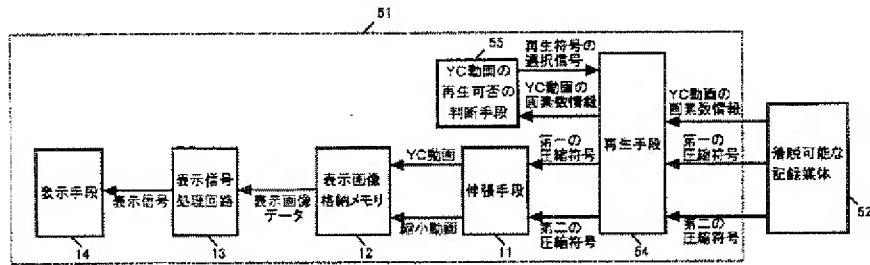 51
55
YC動画の
再生可否の
判断手段
再生符号の
選択信号
YC動画の
画素数情報
再生手段
54
YC動画の
画素数情報
第一の
圧縮符号
第二の
圧縮符号
着脱可能な
記録媒体
52
第一の
圧縮符号
第二の
圧縮符号
伸張手段
11
YC動画
縮小動画
表示画像
格納メモリ
12
表示画像
データ
表示信号
処理回路
13
表示信号
表示手段
14